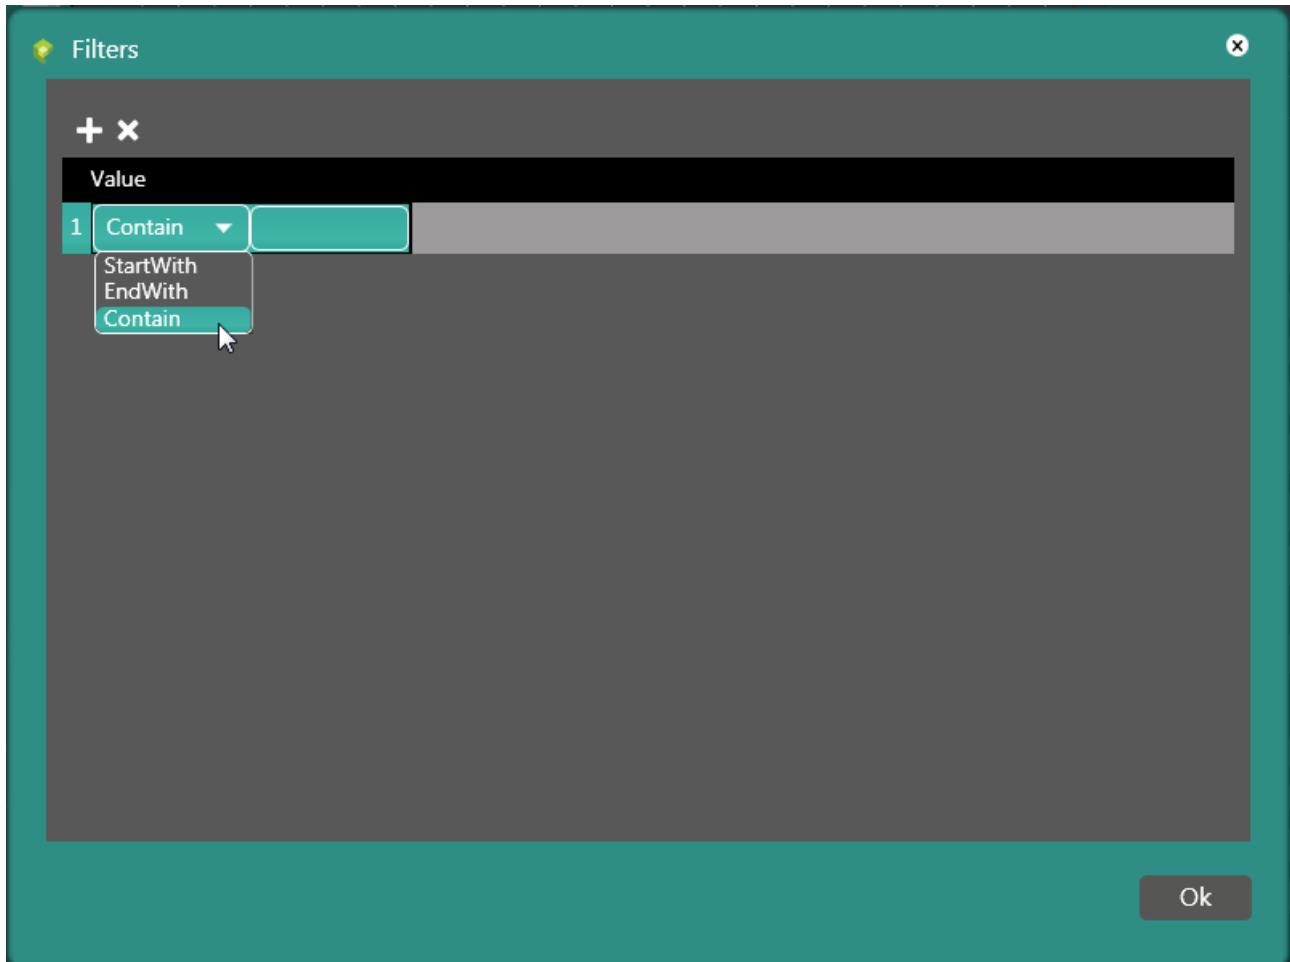 Filters
Value
1 Contain
StartWith
EndWith
Contain
Ok